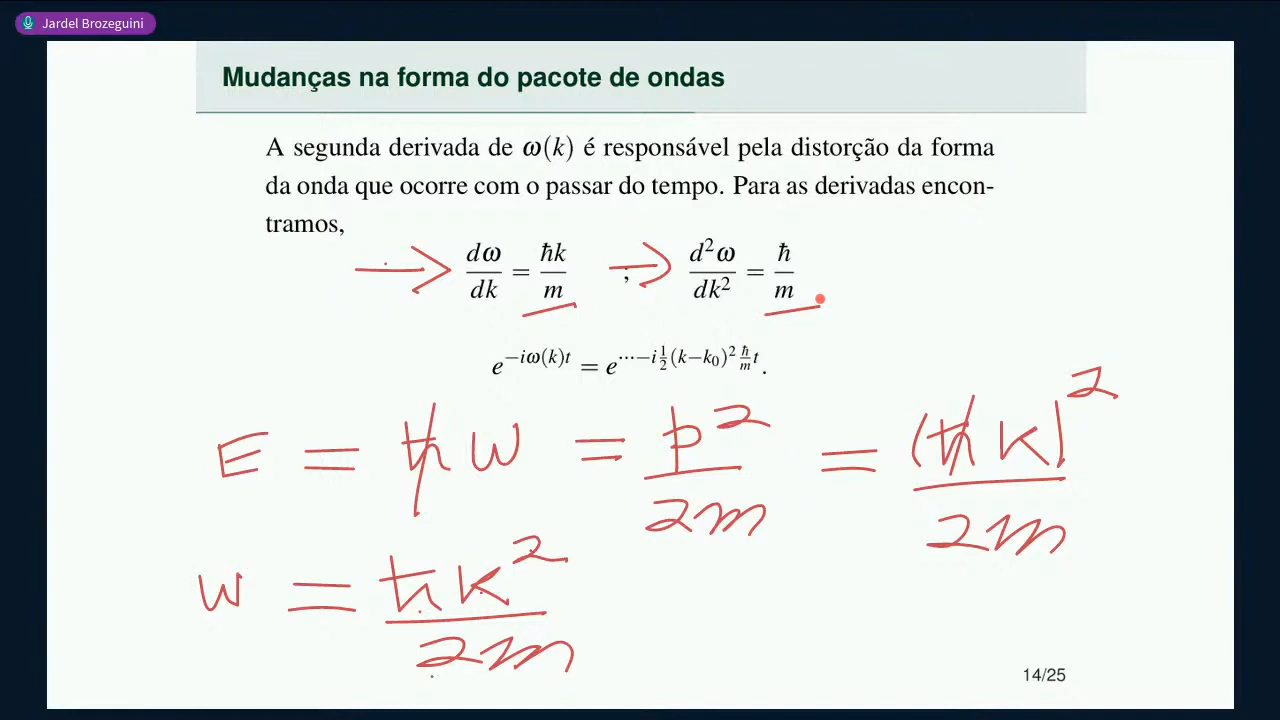 Jardel Brozeguini
Mudanças na forma do pacote de ondas
A segunda derivada de ω(k) é responsável pela distorção da forma
da onda que ocorre com o passar do tempo. Para as derivadas encon-
tramos,
dω/dk = ħk/m ; d²ω/dk² = ħ/m
e^{-iω(k)t} = e^{⋯-i½(k-k₀)²(ħ/m)t}.
E = ħW = p²/2m = (ħK)²/2m
W = ħK²/2m
14/25